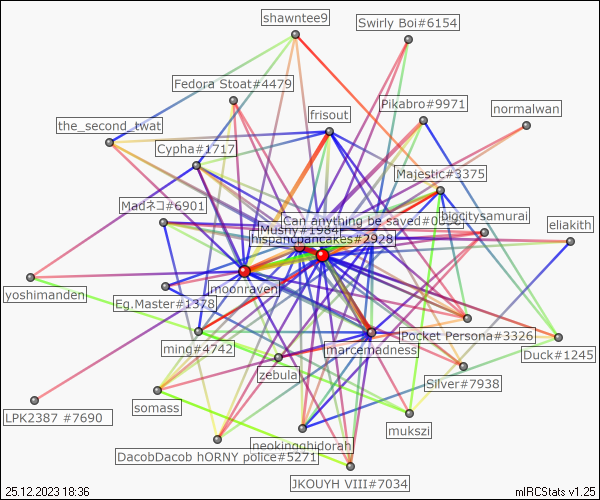 shawntee9
Swirly Boi#6154
Fedora Stoat#4479
Pikabro#9971
normalwan
frisout
the_second_twat
Cypha#1717
Majestic#3375
Madネコ#6901
Can anything be saved#0
bigcitysamurai
eliakith
Mushy#1984
hispancpancakes#2928
moonraven
yoshimanden
Eg.Master#1378
Pocket Persona#3326
ming#4742
marcemadness
Duck#1245
zebula
Silver#7938
LPK2387 #7690
somass
mukszi
neokingghidorah
DacobDacob hORNY police#5271
JKOUYH VIII#7034
25.12.2023 18:36
mIRCStats v1.25